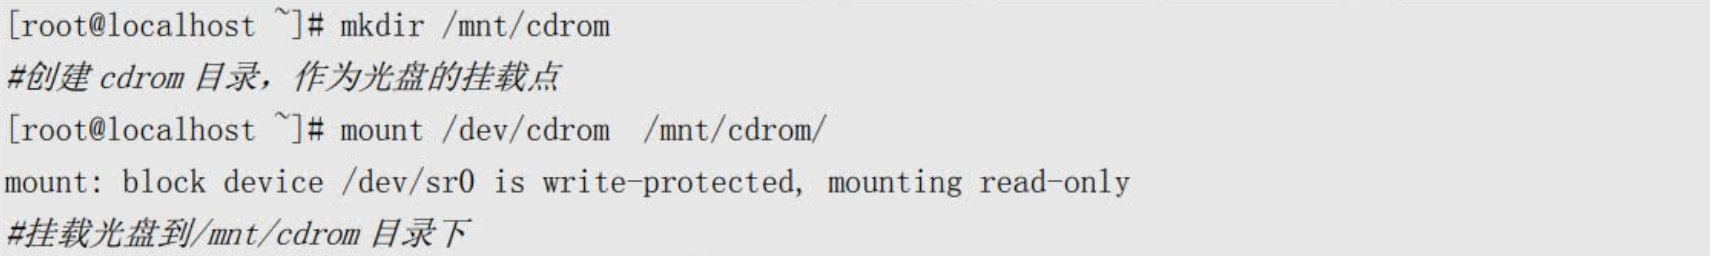 [root@localhost ~]# mkdir /mnt/cdrom
#创建 cdrom 目录，作为光盘的挂载点
[root@localhost ~]# mount /dev/cdrom  /mnt/cdrom/
mount: block device /dev/sr0 is write-protected, mounting read-only
#挂载光盘到/mnt/cdrom 目录下